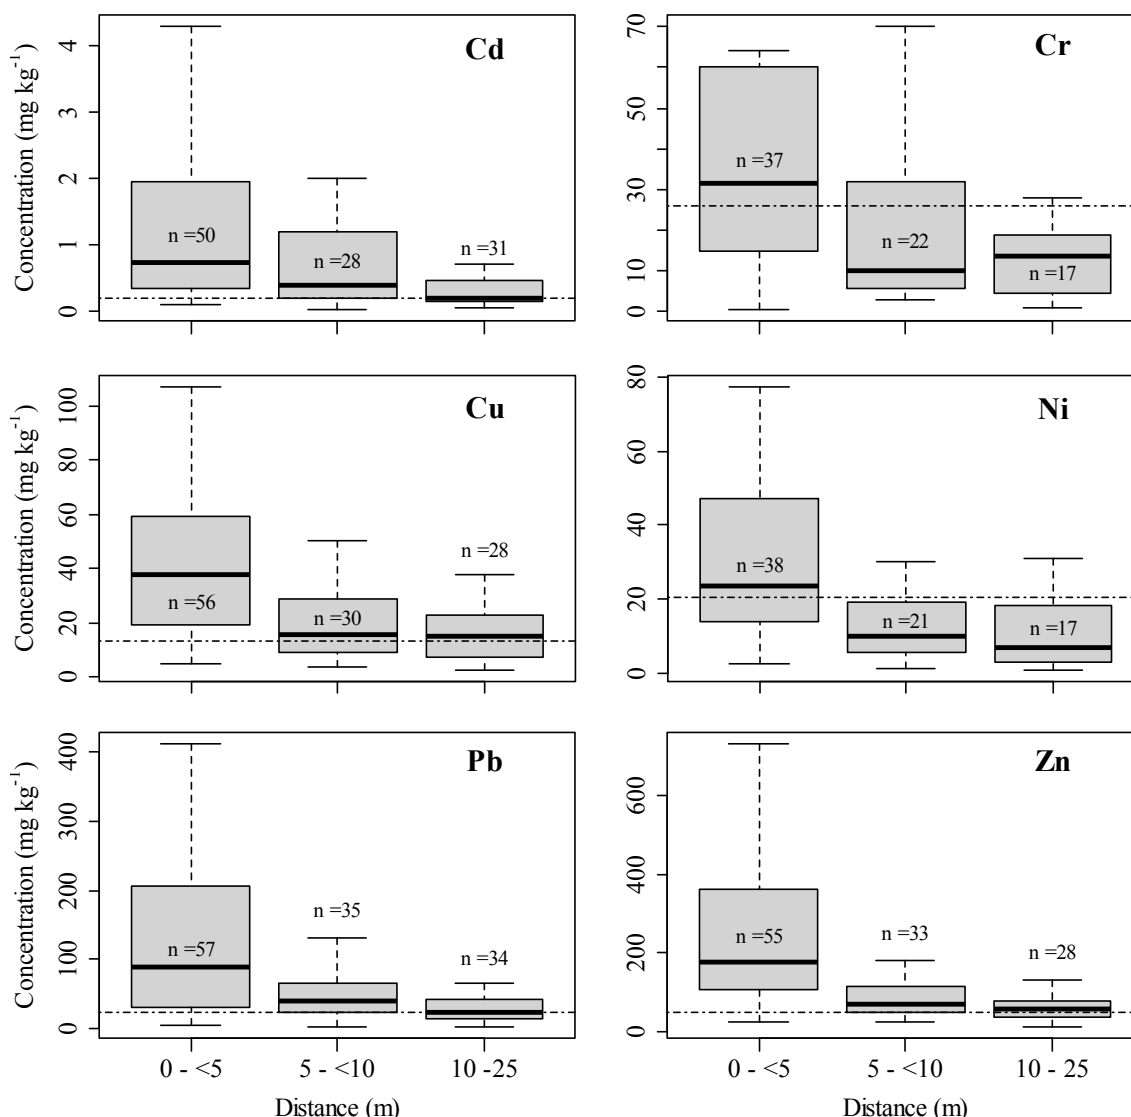 Cd
Concentration (mg kg-1)
4
3
2
1
0
n =50
n =28
n =31
Cr
70
50
30
10
0
n =37
n =22
n =17
Cu
Concentration (mg kg-1)
100
80
60
40
20
0
n =56
n =30
n =28
Ni
80
60
40
20
0
n =38
n =21
n =17
Pb
Concentration (mg kg-1)
400
300
200
100
0
n =57
n =35
n =34
0 - <5
5 - <10
10 -25
Distance (m)
Zn
600
400
200
0
n =55
n =33
n =28
0 - <5
5 - <10
10 -25
Distance (m)